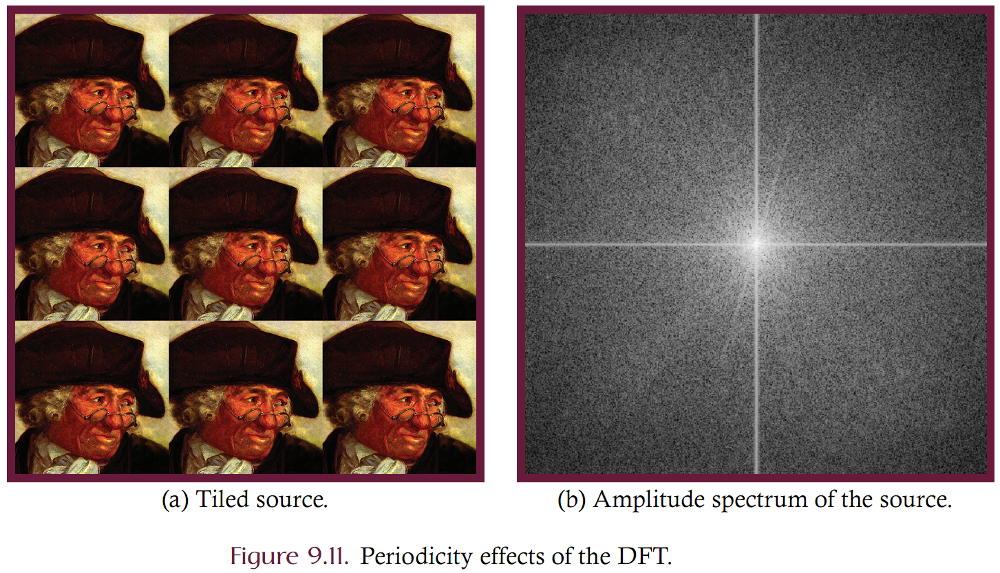 (a) Tiled source.
(b) Amplitude spectrum of the source.
Figure 9.11. Periodicity effects of the DFT.